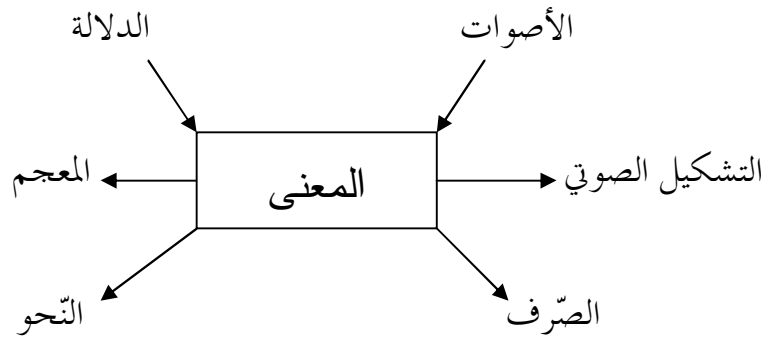 الأصوات
الدلالة
التشكيل الصوتي
المعنى
المعجم
الصّرف
النّحو